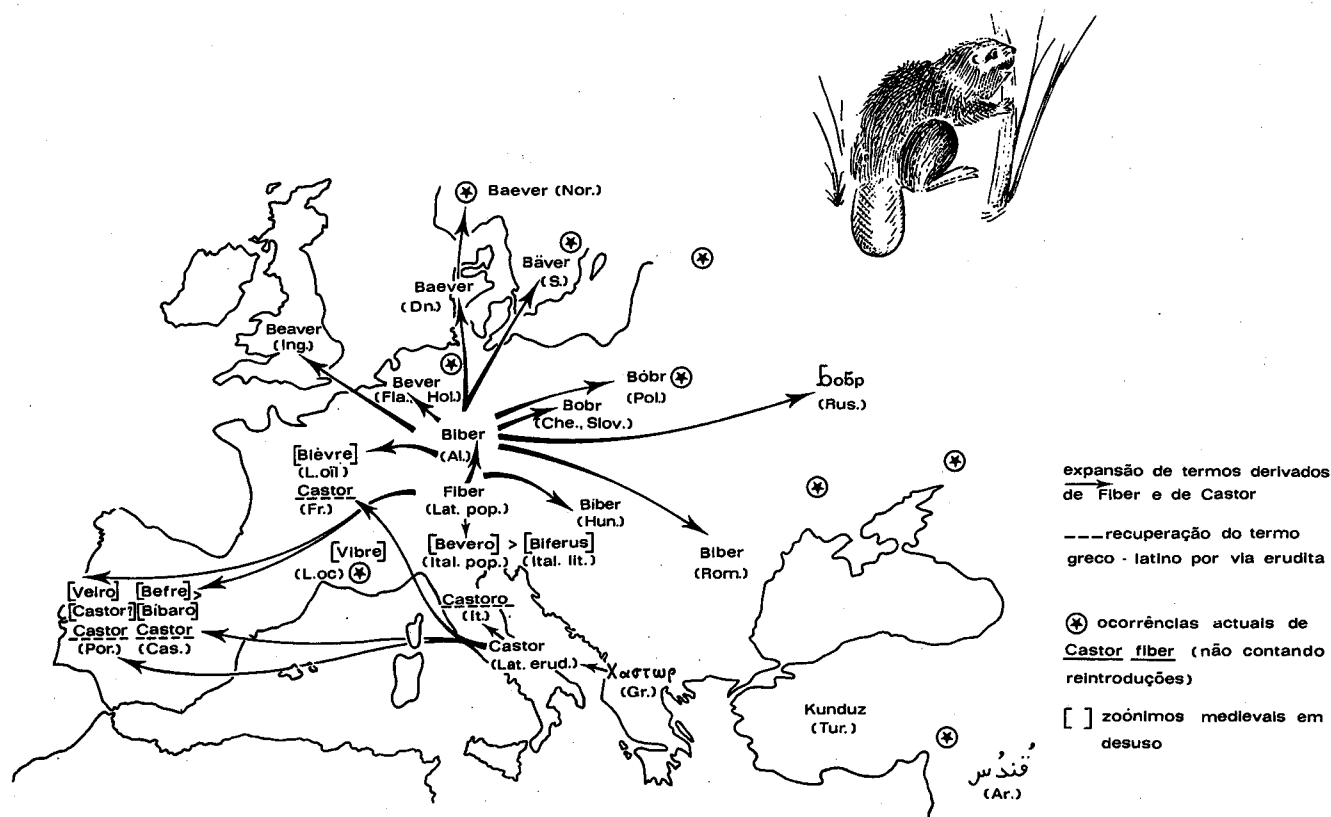 Baever (Nor.)
Bäver
(S.)
Baever
(Dn.)
Beaver
(Ing.)
Bever
(Fla., Hol.)
Bóbr
(Pol.)
Bobr
(Che., Slov.)
Бобр
(Rus.)
Biber
(Al.)
[Bièvre]
(L.oïl)
Castor
(Fr.)
Fiber
(Lat. pop.)
Biber
(Hun.)
[Bevero] > [Biferus]
(Ital. pop.) (Ital. lit.)
Biber
(Rom.)
[Vibre]
(L.oc)
[Veiro] [Befre]
[Castor?] [Bíbaro]
Castor Castor
(Por.) (Cas.)
Castoro
(It.)
Castor
(Lat. erud.)
Χαστωρ
(Gr.)
Kunduz
(Tur.)
قُندُس
(Ar.)
expansão de termos derivados
de Fiber e de Castor
recuperação do termo
greco - latino por via erudita
ocorrências actuais de
Castor fiber (não contando
reintroduções)
[ ] zoónimos medievais em
desuso